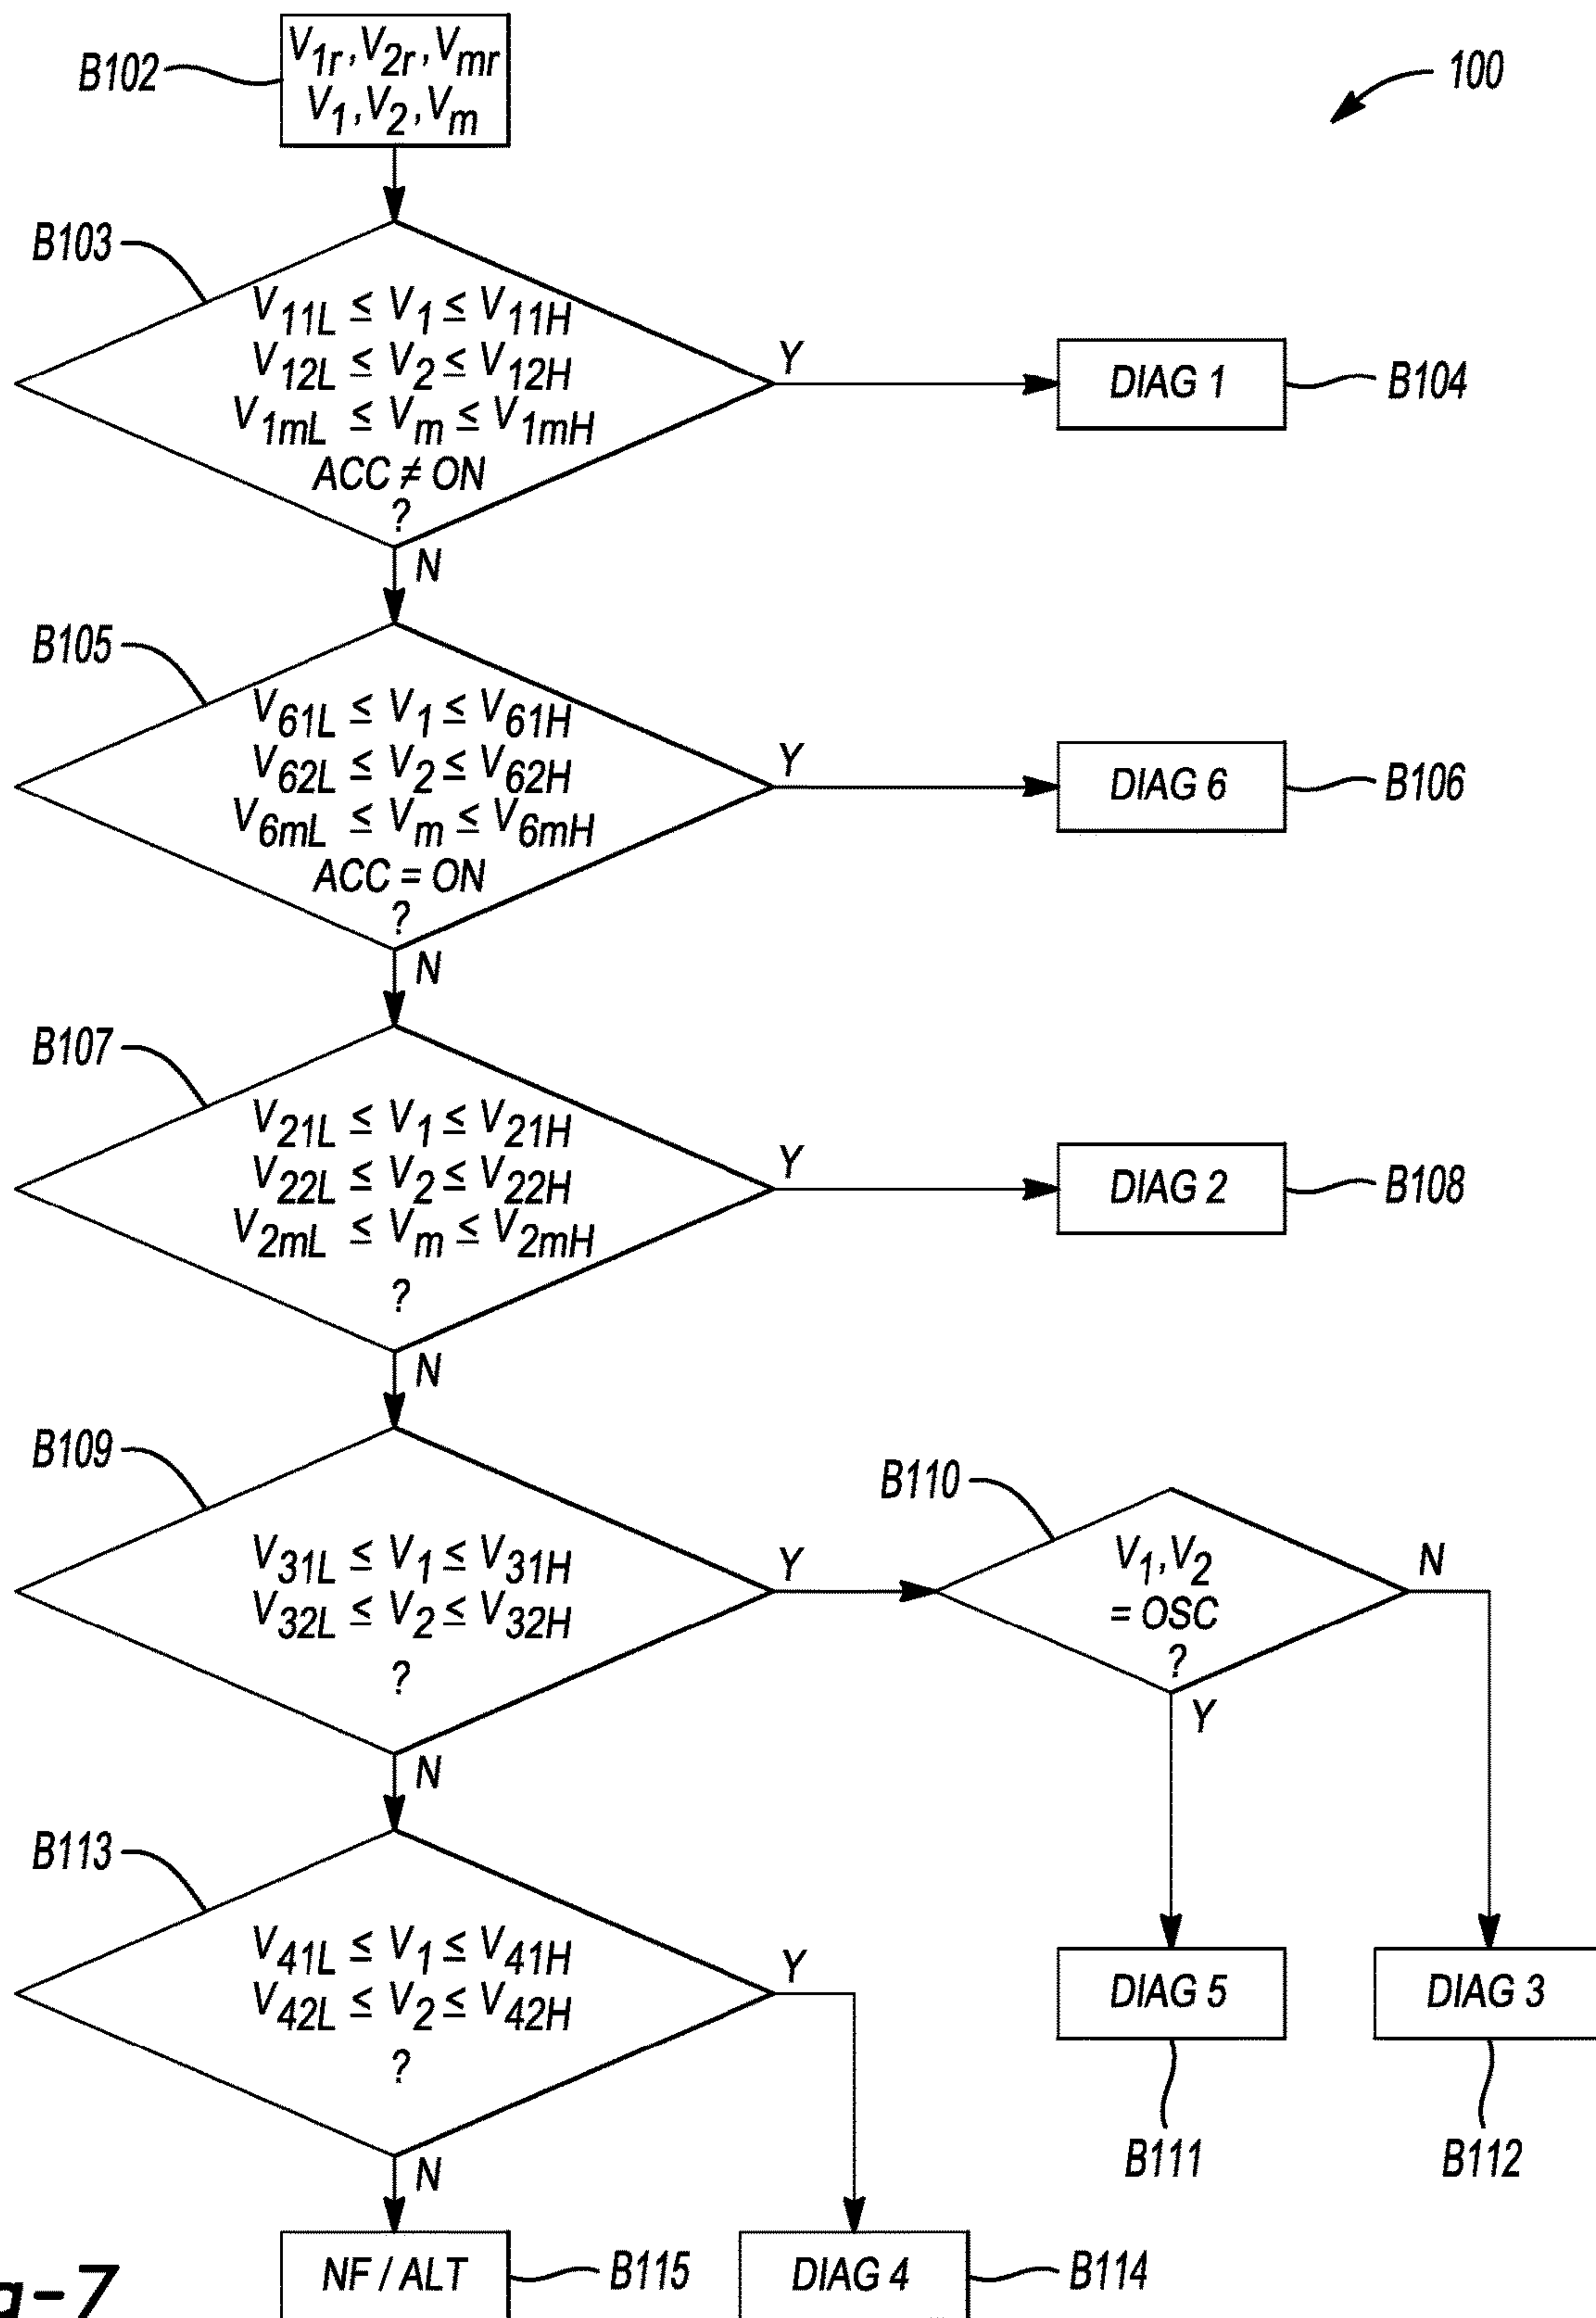 B102
V1r, V2r, Vmr
V1, V2, Vm
100
B103
V11L ≤ V1 ≤ V11H
V12L ≤ V2 ≤ V12H
V1mL ≤ Vm ≤ V1mH
ACC ≠ ON
?
Y
DIAG 1
B104
N
B105
V61L ≤ V1 ≤ V61H
V62L ≤ V2 ≤ V62H
V6mL ≤ Vm ≤ V6mH
ACC = ON
?
Y
DIAG 6
B106
N
B107
V21L ≤ V1 ≤ V21H
V22L ≤ V2 ≤ V22H
V2mL ≤ Vm ≤ V2mH
?
Y
DIAG 2
B108
N
B109
V31L ≤ V1 ≤ V31H
V32L ≤ V2 ≤ V32H
?
Y
B110
V1, V2
= OSC
?
N
Y
N
B113
V41L ≤ V1 ≤ V41H
V42L ≤ V2 ≤ V42H
?
Y
DIAG 5
DIAG 3
B111
B112
N
NF / ALT
B115
DIAG 4
B114
g-7